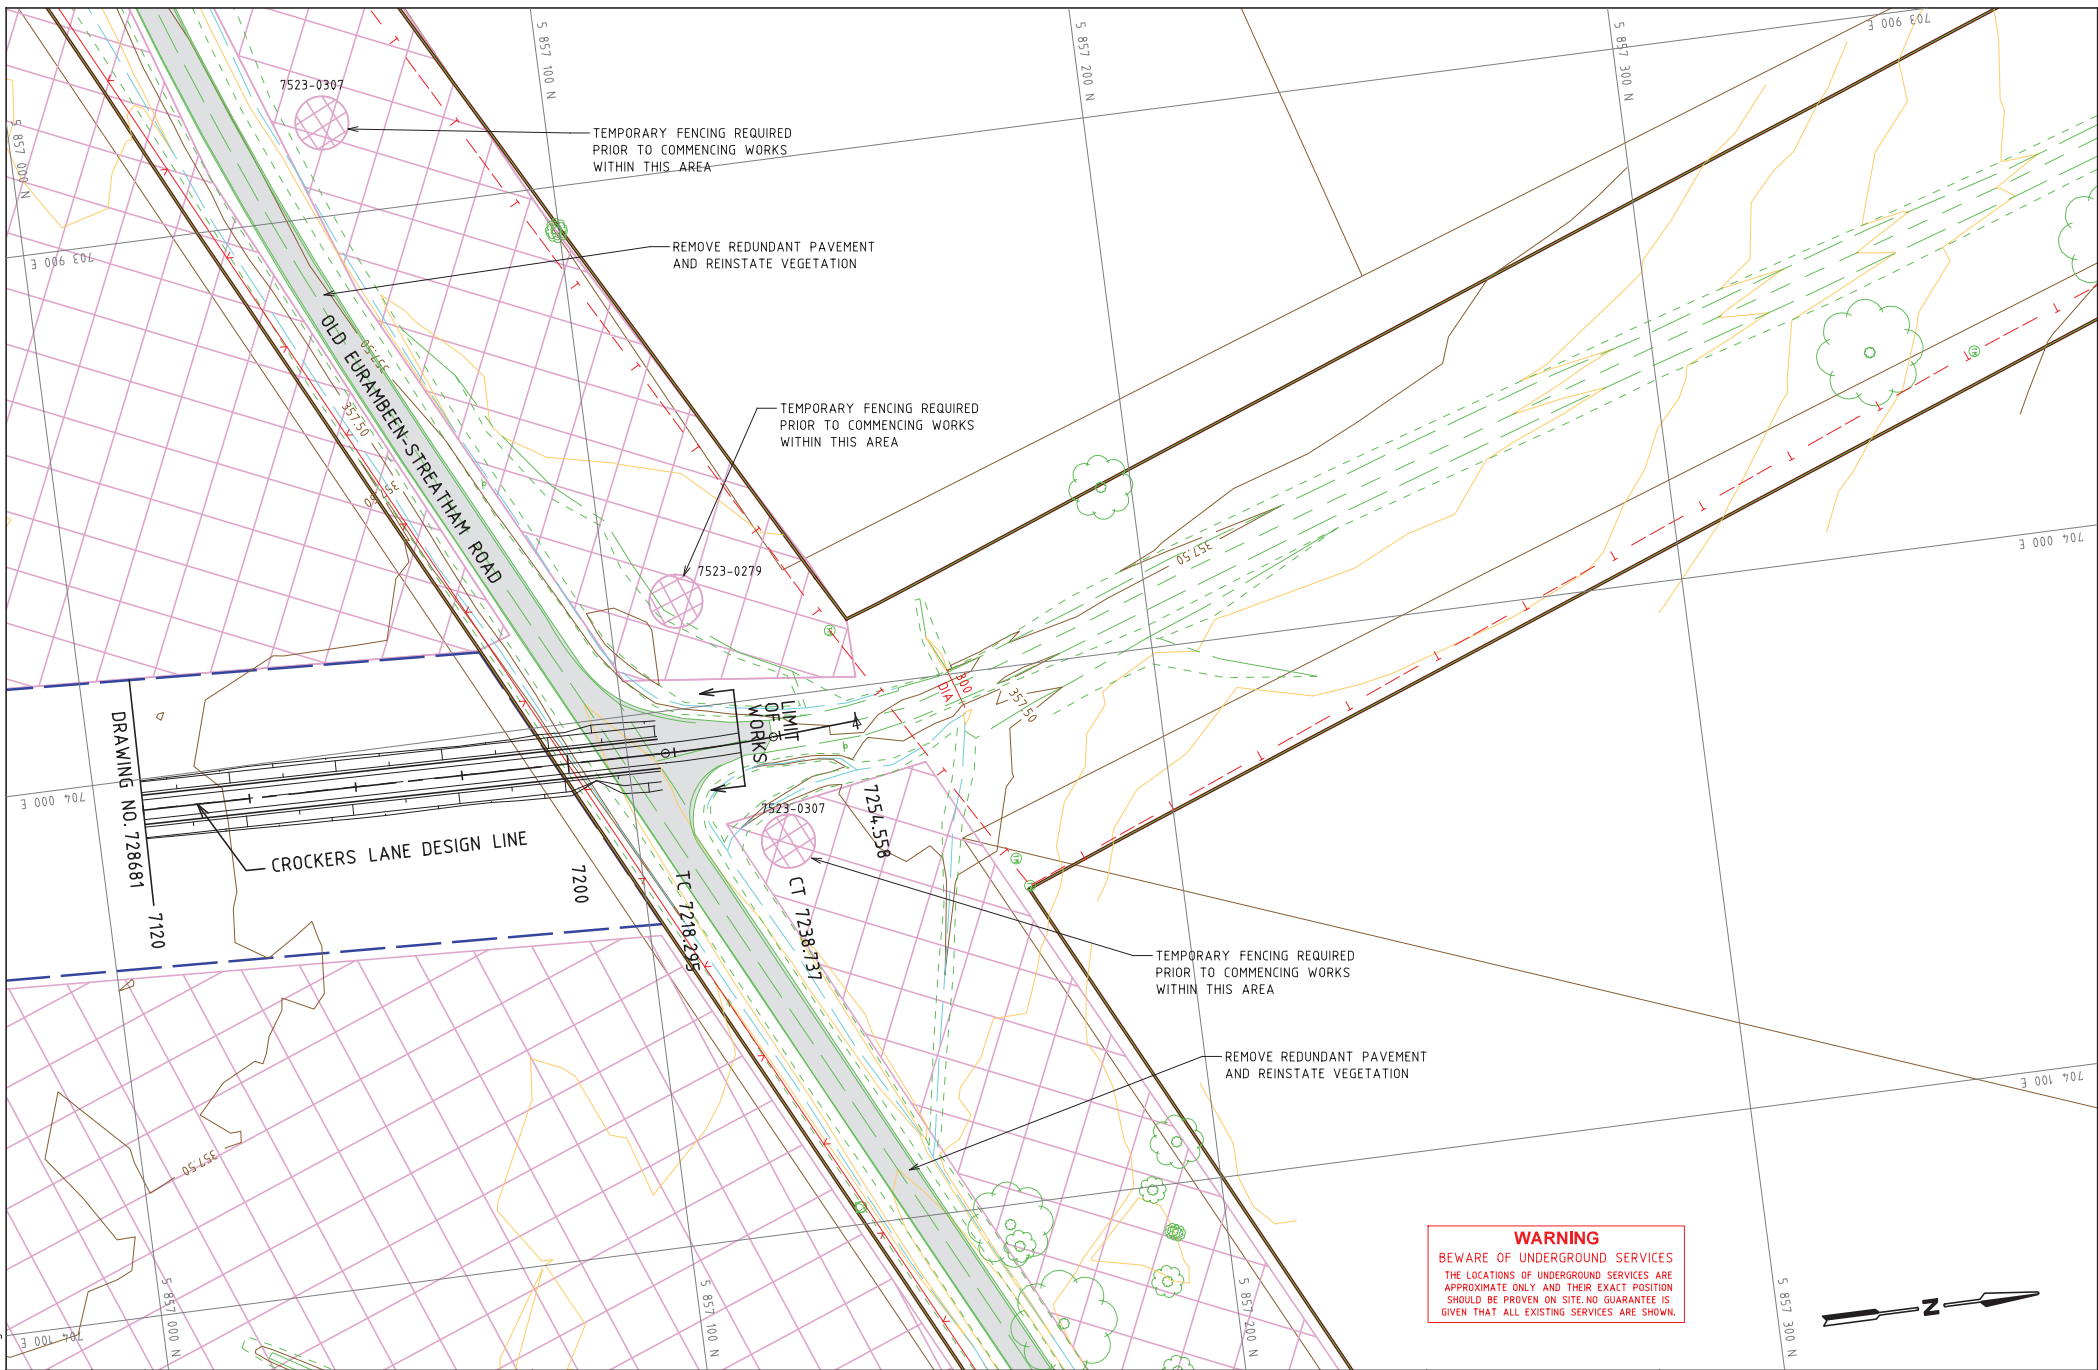 5 857 100 N
5 857 200 N
5 857 300 N
703 900 E
7523-0307
5 857 000 N
TEMPORARY FENCING REQUIRED
PRIOR TO COMMENCING WORKS
WITHIN THIS AREA
703 900 E
REMOVE REDUNDANT PAVEMENT
AND REINSTATE VEGETATION
OLD EURAMBEEN-STREATHAM ROAD
357.50
357.50
357.50
TEMPORARY FENCING REQUIRED
PRIOR TO COMMENCING WORKS
WITHIN THIS AREA
357.50
704 000 E
7523-0279
300
DIA
357.50
LIMIT
OF
WORKS
704 000 E
DRAWING NO. 728681
7120
CROCKERS LANE DESIGN LINE
7200
7523-0307
7254.558
TC 7218.295
CT 7238.737
TEMPORARY FENCING REQUIRED
PRIOR TO COMMENCING WORKS
WITHIN THIS AREA
REMOVE REDUNDANT PAVEMENT
AND REINSTATE VEGETATION
704 100 E
357.50
WARNING
BEWARE OF UNDERGROUND SERVICES
THE LOCATIONS OF UNDERGROUND SERVICES ARE
APPROXIMATE ONLY AND THEIR EXACT POSITION
SHOULD BE PROVEN ON SITE. NO GUARANTEE IS
GIVEN THAT ALL EXISTING SERVICES ARE SHOWN.
N
704 100 E
5 857 000 N
5 857 100 N
5 857 200 N
5 857 300 N